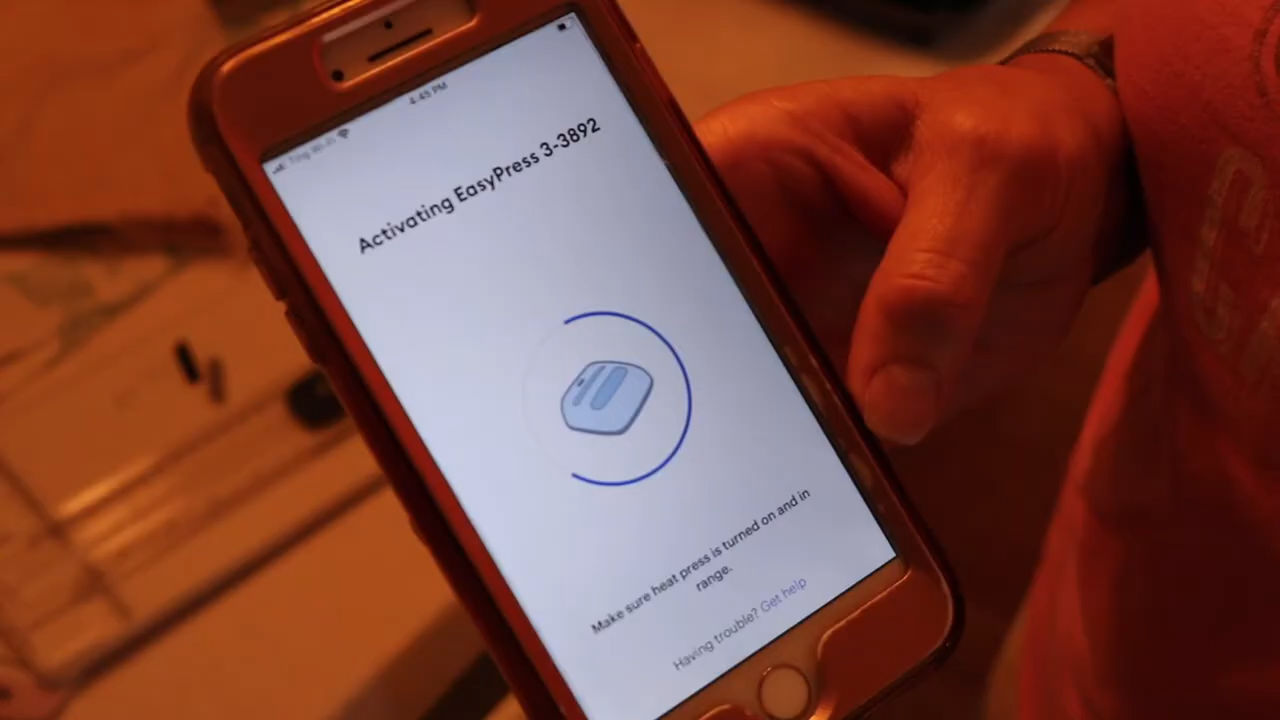 4:45 PM
Activating EasyPress 3-3892
Make sure heat press is turned on and in
range.
Having trouble? Get help